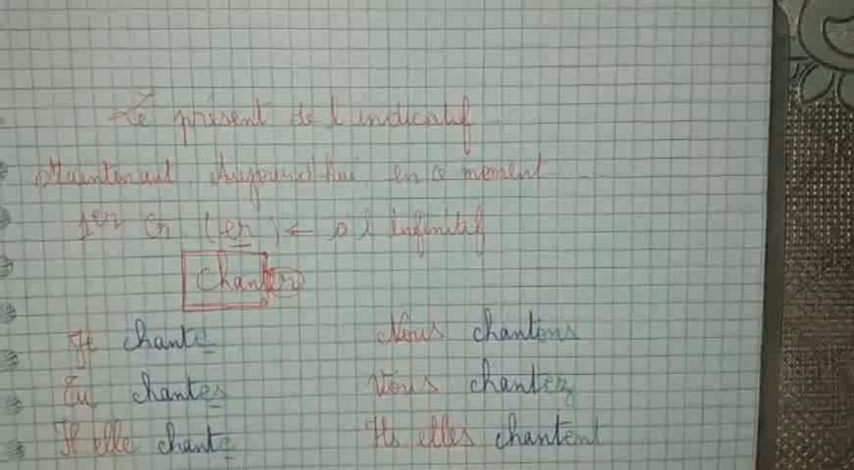 Le présent de l'indicatif
Maintenant, Aujourd'hui, en ce moment
1er Gr (er) ← à l'infinitif
Chanter
Je chante Nous chantons
Tu chantes Vous chantez
Il elle chante Ils elles chantent